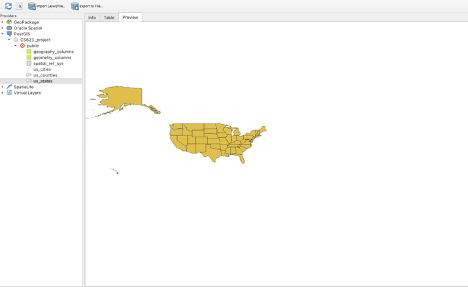 Import Layer/File...
Export to File...
Info
Table
Preview
Providers
GeoPackage
Oracle Spatial
PostGIS
public
geography_columns
geometry_columns
spatial_ref_sys
us_cities
us_counties
us_states
SpatiaLite
Virtual Layers